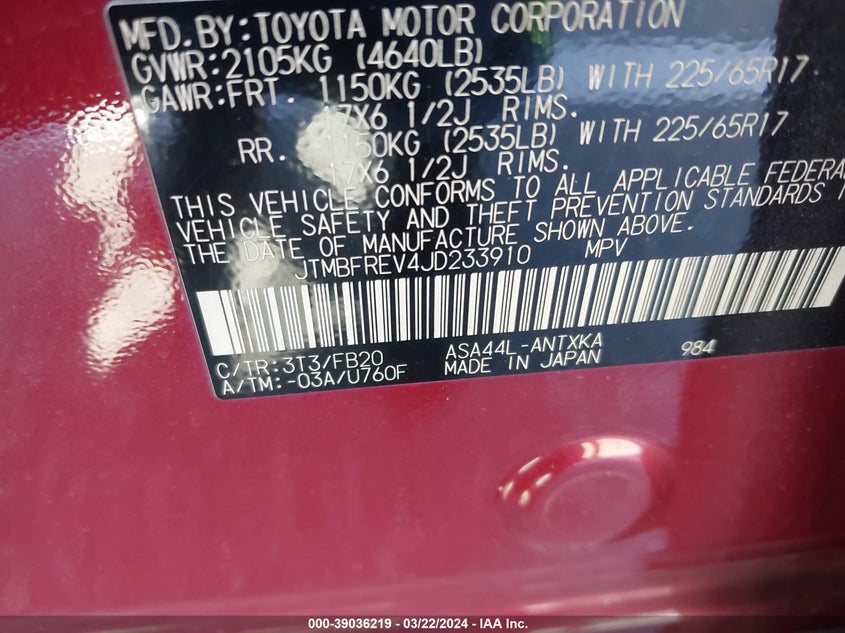 MFD.BY:TOYOTA MOTOR CORPORATION
GVWR:2105KG (4640LB)
GAWR:FRT. 1150KG (2535LB) WITH 225/65R17
17X6 1/2J RIMS.
RR. 1150KG (2535LB) WITH 225/65R17
17X6 1/2J RIMS.
THIS VEHICLE CONFORMS TO ALL APPLICABLE FEDERA
VEHICLE SAFETY AND THEFT PREVENTION STANDARDS I
THE DATE OF MANUFACTURE SHOWN ABOVE.
JTMBFREV4JD233910 MPV
C/TR:3T3/FB20 ASA44L-ANTXKA 984
A/TM:-03A/U760F MADE IN JAPAN
000-39036219 - 03/22/2024 - IAA Inc.